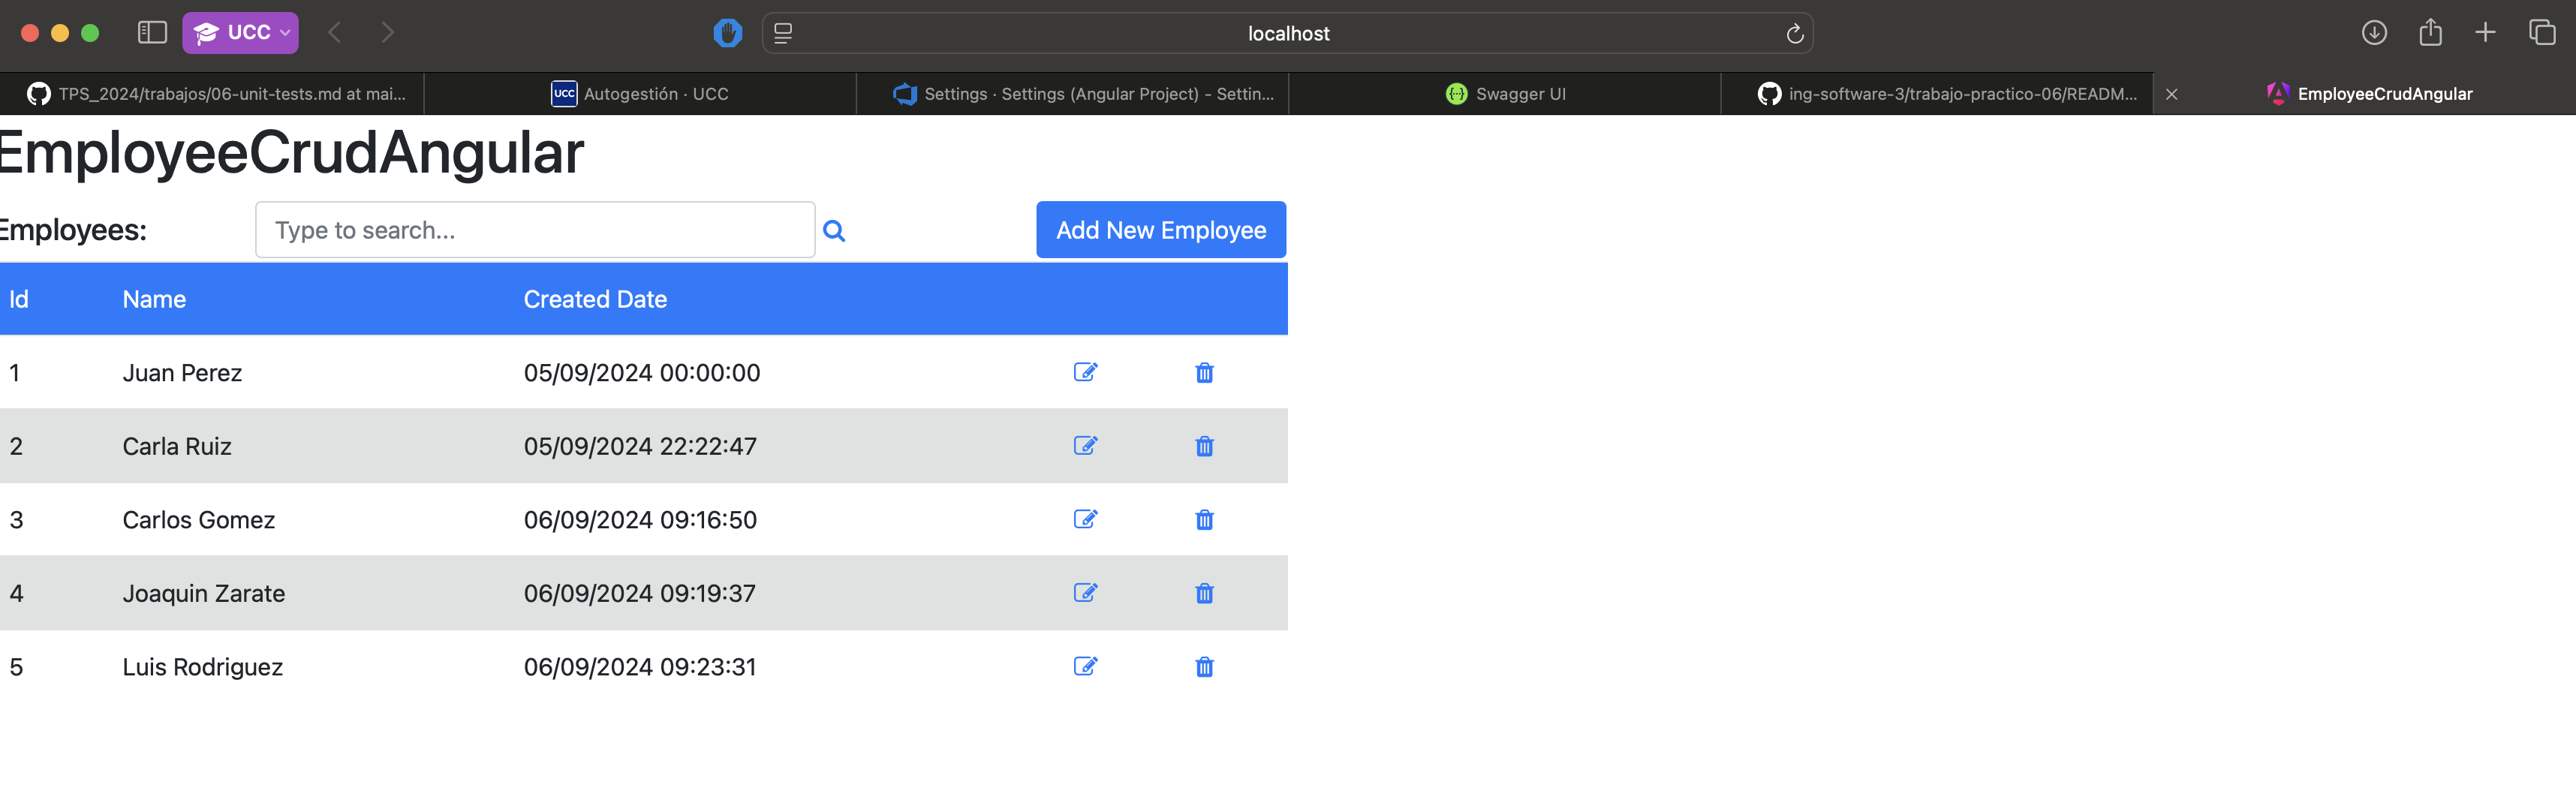 UCC
localhost
TPS_2024/trabajos/06-unit-tests.md at mai...
UCC Autogestión · UCC
Settings · Settings (Angular Project) - Settin...
Swagger UI
ing-software-3/trabajo-practico-06/READM...
EmployeeCrudAngular
EmployeeCrudAngular
Employees:
Type to search...
Add New Employee
Id Name Created Date
1 Juan Perez 05/09/2024 00:00:00
2 Carla Ruiz 05/09/2024 22:22:47
3 Carlos Gomez 06/09/2024 09:16:50
4 Joaquin Zarate 06/09/2024 09:19:37
5 Luis Rodriguez 06/09/2024 09:23:31